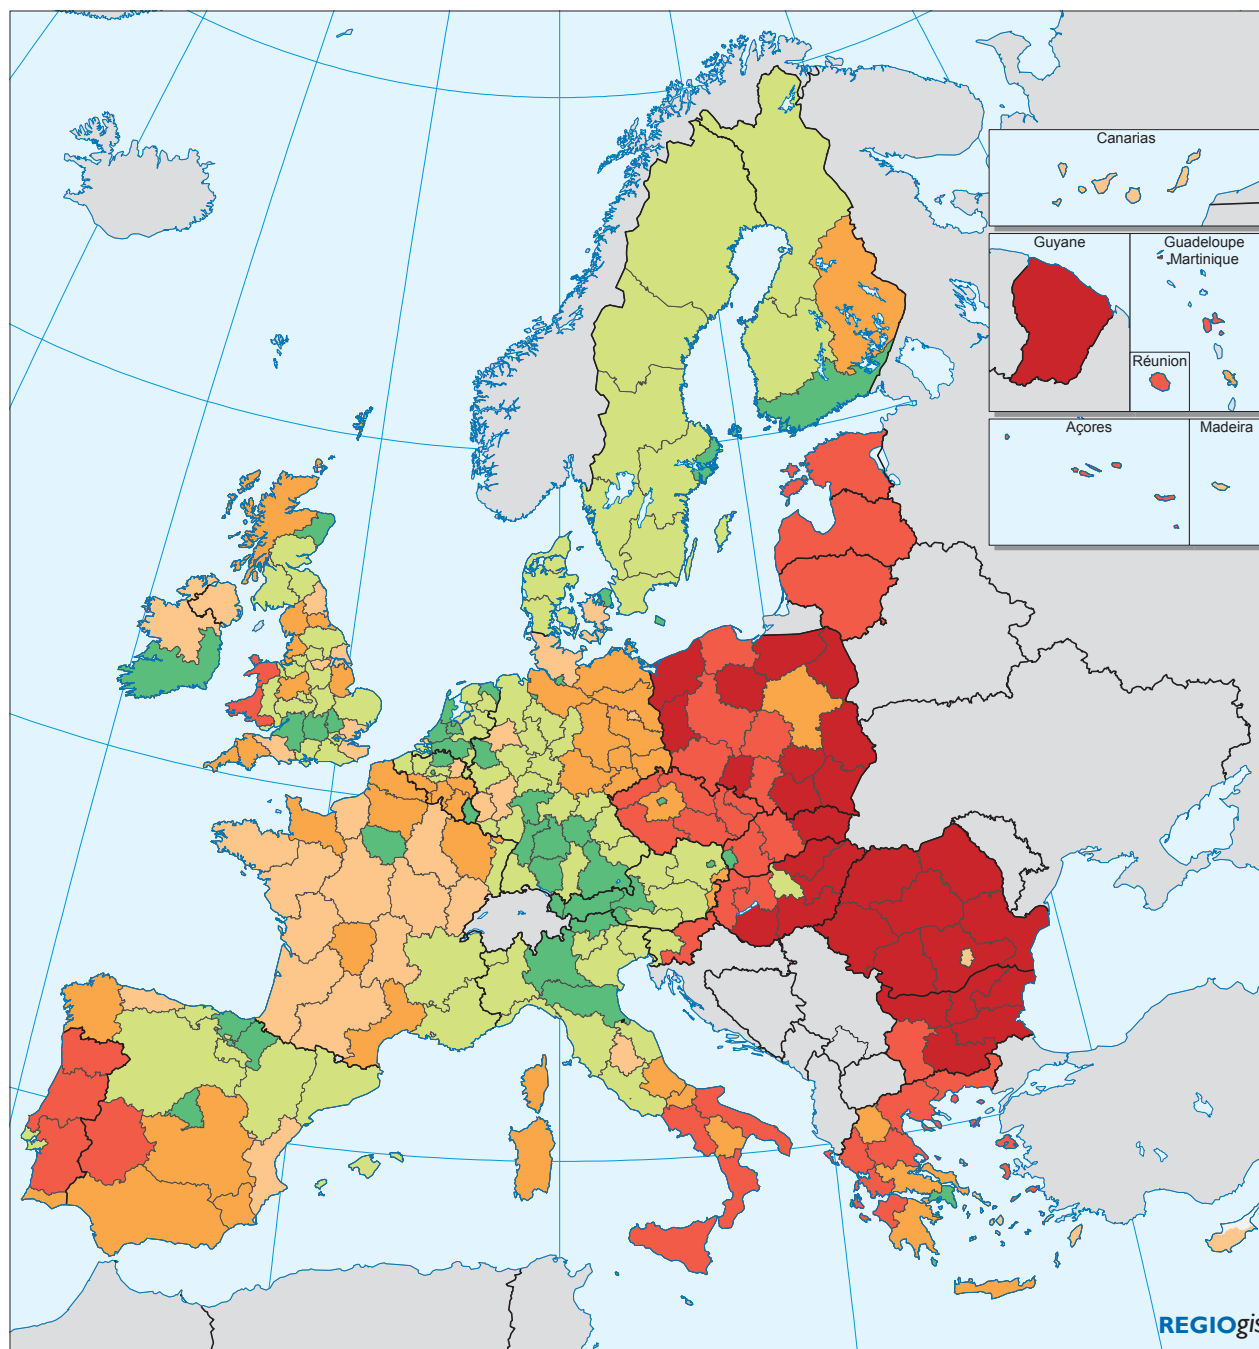 Canarias
Guyane
Guadeloupe
Martinique
Réunion
Açores
Madeira
REGIOgis